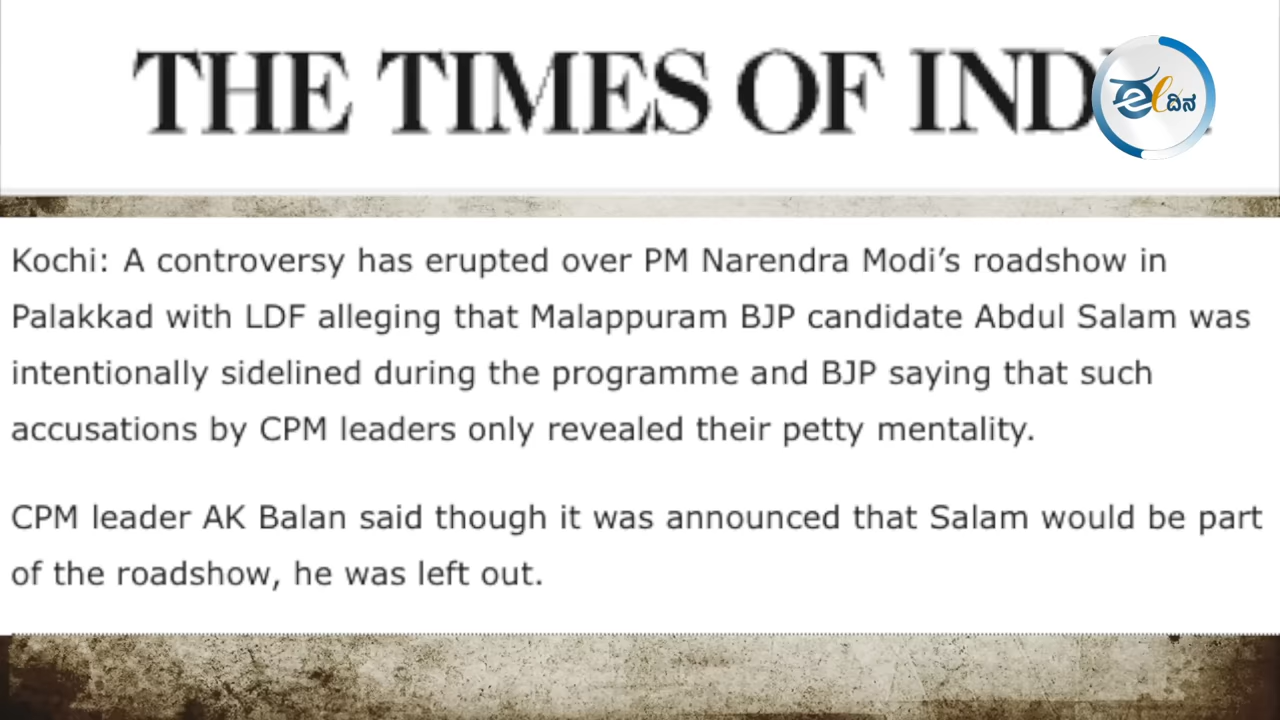 THE TIMES OF IND
ಈ ದಿನ
Kochi: A controversy has erupted over PM Narendra Modi’s roadshow in
Palakkad with LDF alleging that Malappuram BJP candidate Abdul Salam was
intentionally sidelined during the programme and BJP saying that such
accusations by CPM leaders only revealed their petty mentality.
CPM leader AK Balan said though it was announced that Salam would be part
of the roadshow, he was left out.